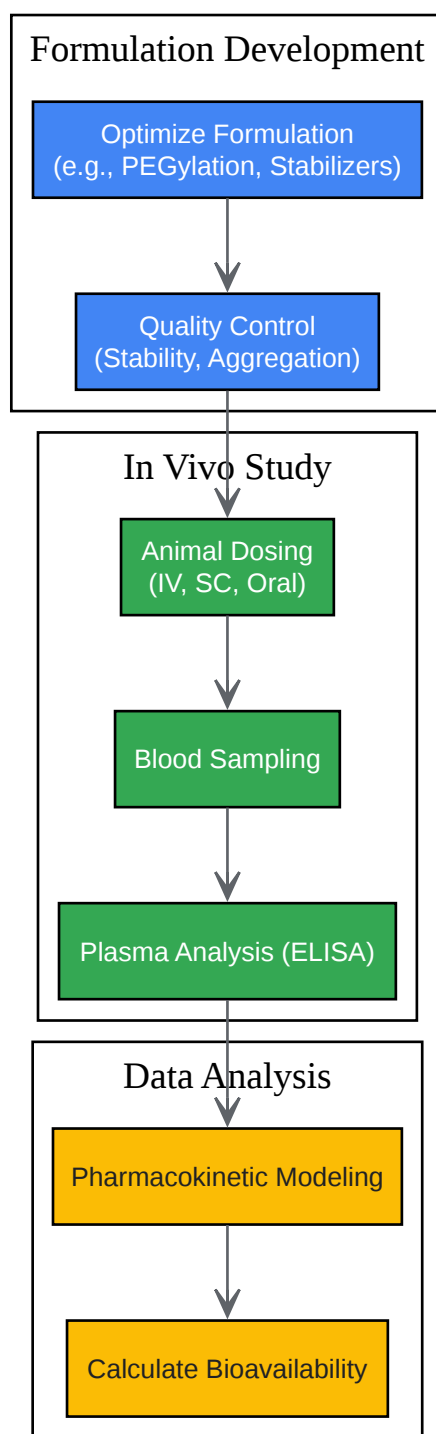 Formulation Development
Optimize Formulation
(e.g., PEGylation, Stabilizers)
Quality Control
(Stability, Aggregation)
In Vivo Study
Animal Dosing
(IV, SC, Oral)
Blood Sampling
Plasma Analysis (ELISA)
Data Analysis
Pharmacokinetic Modeling
Calculate Bioavailability